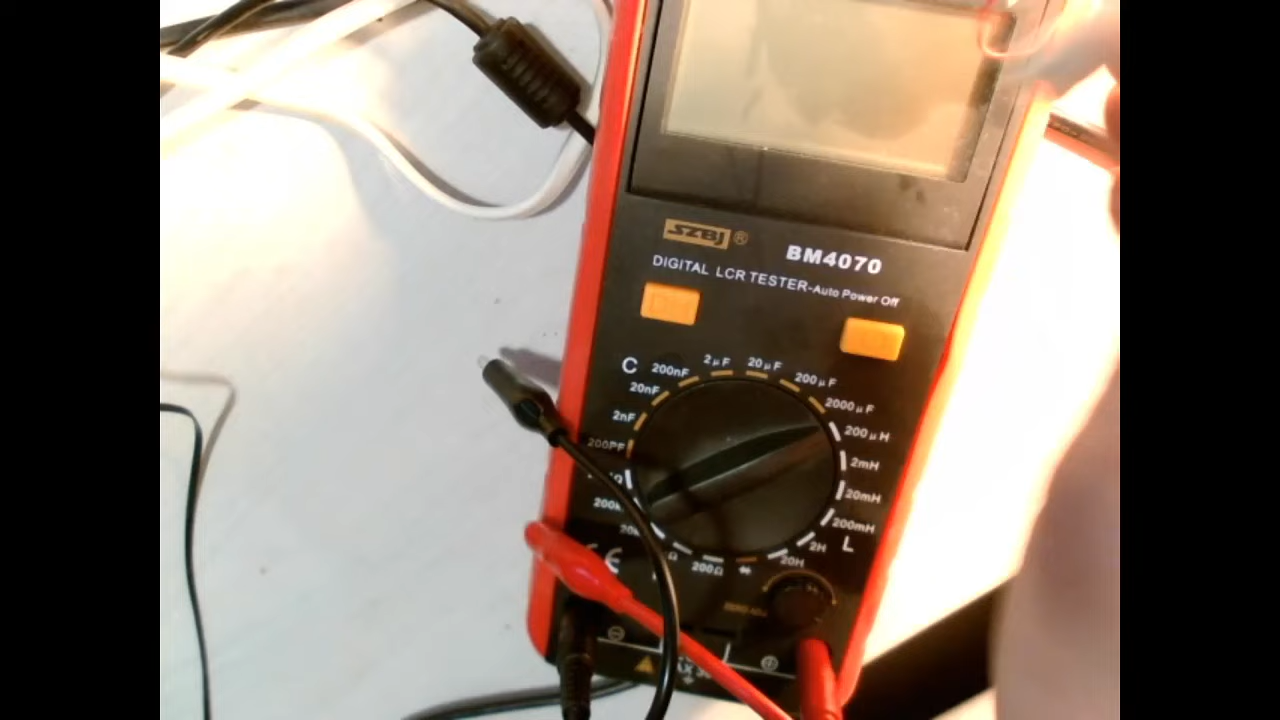 SZBJ ®
BM4070
DIGITAL LCR TESTER-Auto Power Off
C
200nF
2μF
20μF
200μF
20nF
2000μF
2nF
200μH
200PF
2mH
20mH
200mH
2H
L
20H
200Ω
CE